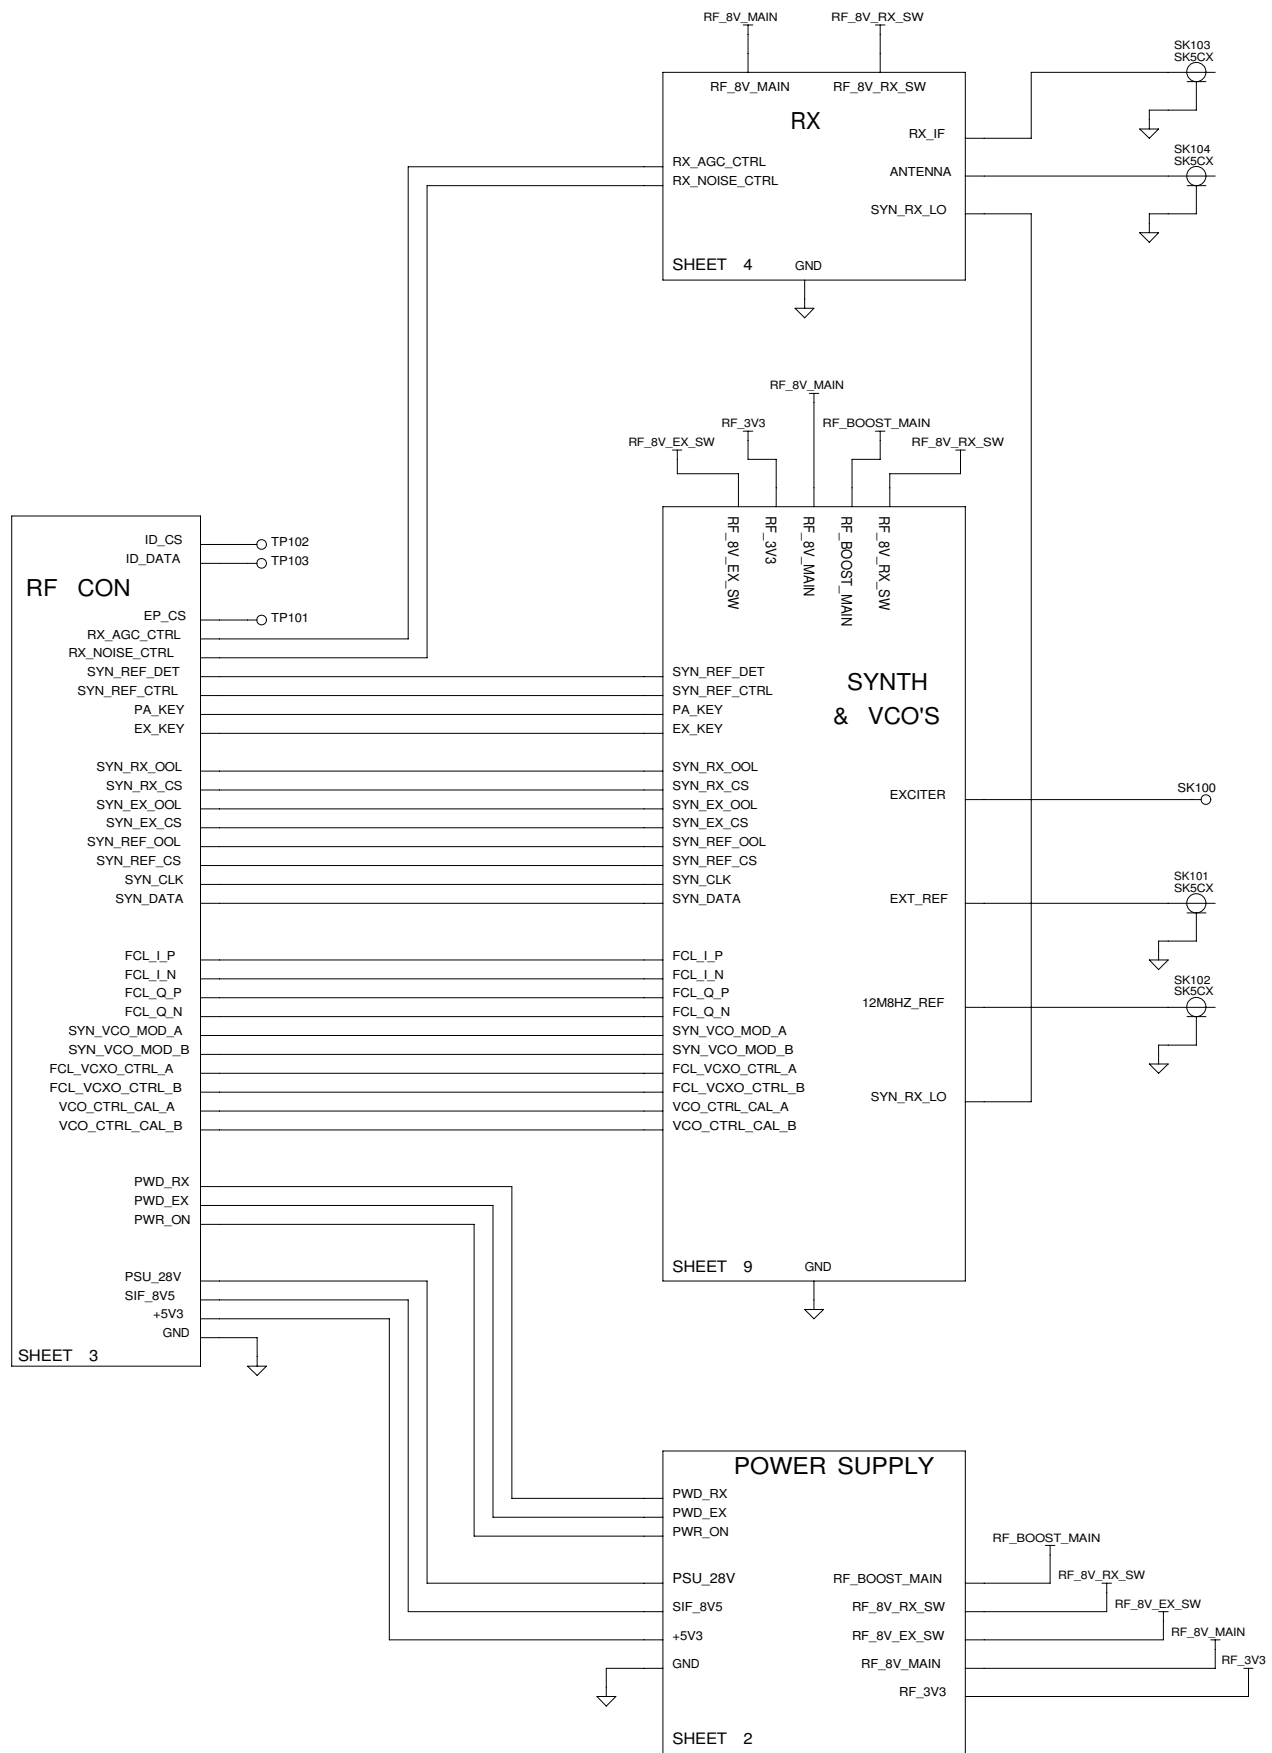 RF_8V_MAIN
RF_8V_RX_SW
RF_8V_MAIN
RF_8V_RX_SW
RX
RX_AGC_CTRL
RX_NOISE_CTRL
RX_IF
ANTENNA
SYN_RX_LO
SHEET 4
GND
SK103
SK5CX
SK104
SK5CX
RF_8V_MAIN
RF_3V3
RF_BOOST_MAIN
RF_8V_EX_SW
RF_8V_RX_SW
RF_8V_EX_SW
RF_3V3
RF_8V_MAIN
RF_BOOST_MAIN
RF_8V_RX_SW
ID_CS
TP102
ID_DATA
TP103
RF CON
EP_CS
TP101
RX_AGC_CTRL
RX_NOISE_CTRL
SYN_REF_DET
SYN_REF_CTRL
PA_KEY
EX_KEY
SYN_RX_OOL
SYN_RX_CS
SYN_EX_OOL
SYN_EX_CS
SYN_REF_OOL
SYN_REF_CS
SYN_CLK
SYN_DATA
FCL_I_P
FCL_I_N
FCL_Q_P
FCL_Q_N
SYN_VCO_MOD_A
SYN_VCO_MOD_B
FCL_VCXO_CTRL_A
FCL_VCXO_CTRL_B
VCO_CTRL_CAL_A
VCO_CTRL_CAL_B
PWD_RX
PWD_EX
PWR_ON
PSU_28V
SIF_8V5
+5V3
GND
SHEET 3
SYN_REF_DET
SYN_REF_CTRL
PA_KEY
EX_KEY
SYNTH
& VCO'S
SYN_RX_OOL
SYN_RX_CS
SYN_EX_OOL
SYN_EX_CS
SYN_REF_OOL
SYN_REF_CS
SYN_CLK
SYN_DATA
FCL_I_P
FCL_I_N
FCL_Q_P
FCL_Q_N
SYN_VCO_MOD_A
SYN_VCO_MOD_B
FCL_VCXO_CTRL_A
FCL_VCXO_CTRL_B
VCO_CTRL_CAL_A
VCO_CTRL_CAL_B
EXCITER
EXT_REF
12M8HZ_REF
SYN_RX_LO
SHEET 9
GND
SK100
SK101
SK5CX
SK102
SK5CX
POWER SUPPLY
PWD_RX
PWD_EX
PWR_ON
PSU_28V
SIF_8V5
+5V3
GND
RF_BOOST_MAIN
RF_8V_RX_SW
RF_8V_EX_SW
RF_8V_MAIN
RF_3V3
SHEET 2
RF_BOOST_MAIN
RF_8V_RX_SW
RF_8V_EX_SW
RF_8V_MAIN
RF_3V3